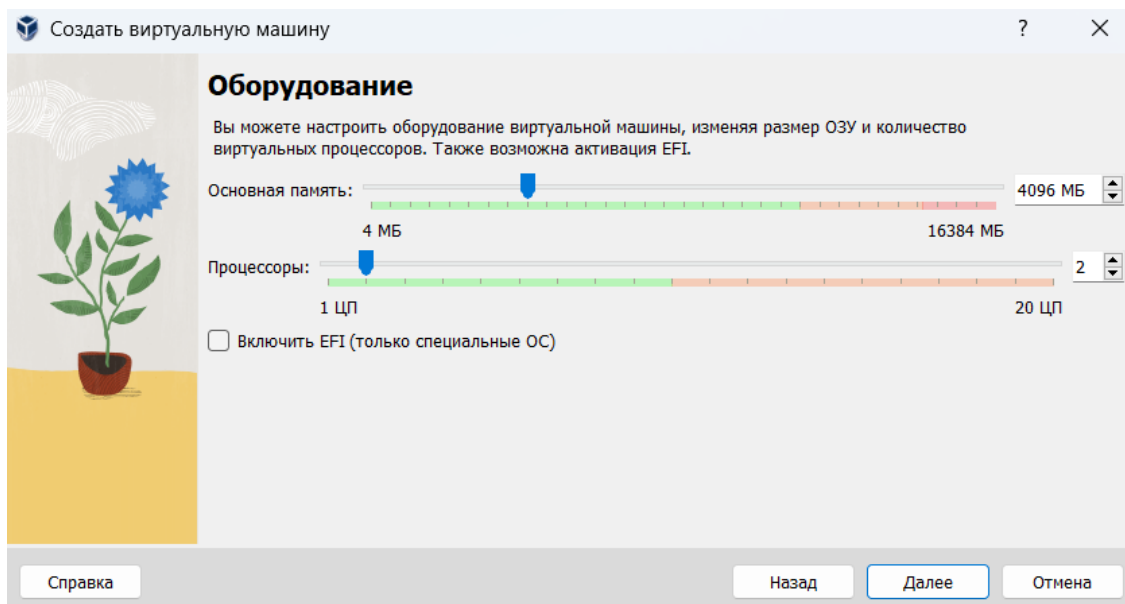 Создать виртуальную машину
?
Оборудование
Вы можете настроить оборудование виртуальной машины, изменяя размер ОЗУ и количество
виртуальных процессоров. Также возможна активация EFI.
Основная память:
4096 МБ
4 МБ
16384 МБ
Процессоры:
2
1 ЦП
20 ЦП
Включить EFI (только специальные ОС)
Справка
Назад
Далее
Отмена